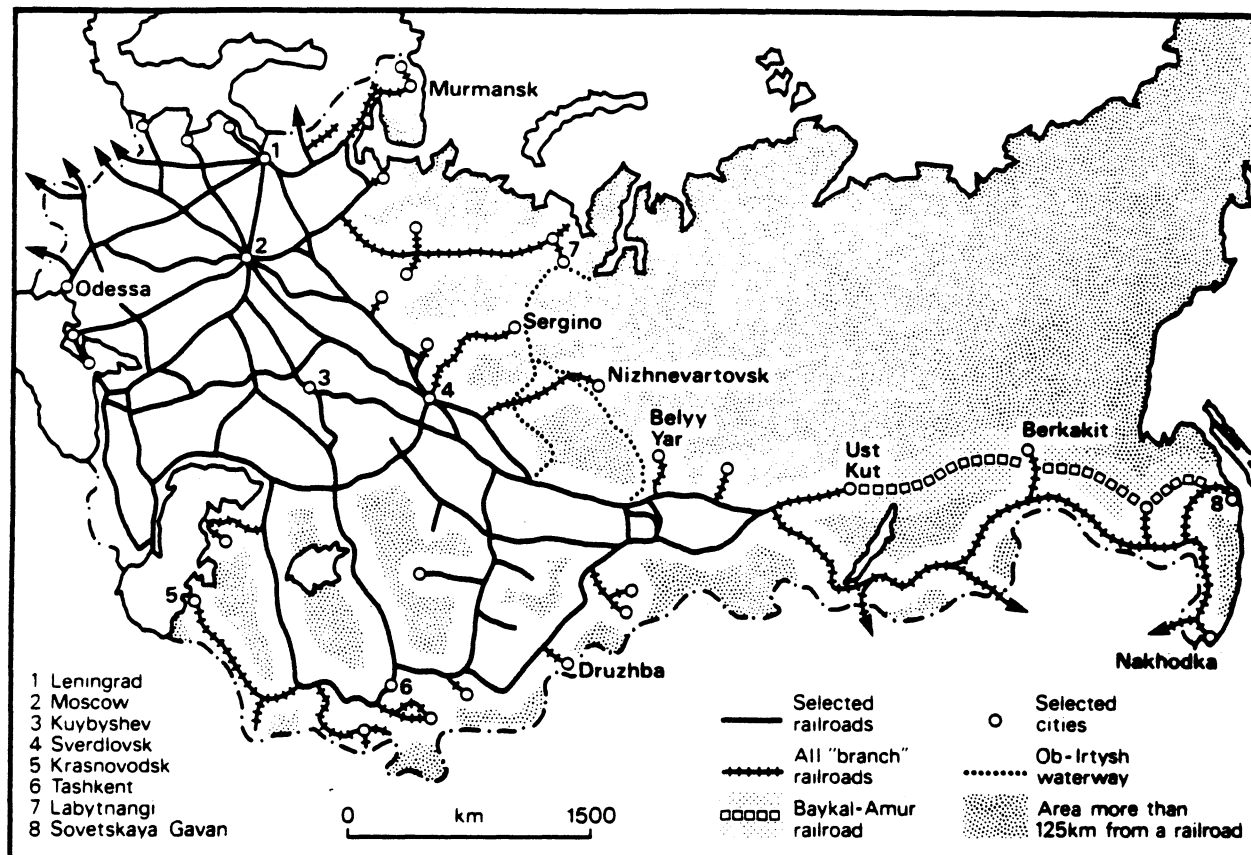 Murmansk
1
2
7
Odessa
Sergino
3
4
Nizhnevartovsk
Belyy
Yar
Ust
Kut
Berkakit
8
5
6
Druzhba
Nakhodka
1 Leningrad
2 Moscow
3 Kuybyshev
4 Sverdlovsk
5 Krasnovodsk
6 Tashkent
7 Labytnangi
8 Sovetskaya Gavan
0 km 1500
Selected
railroads
All "branch"
railroads
Baykal-Amur
railroad
Selected
cities
Ob-Irtysh
waterway
Area more than
125km from a railroad